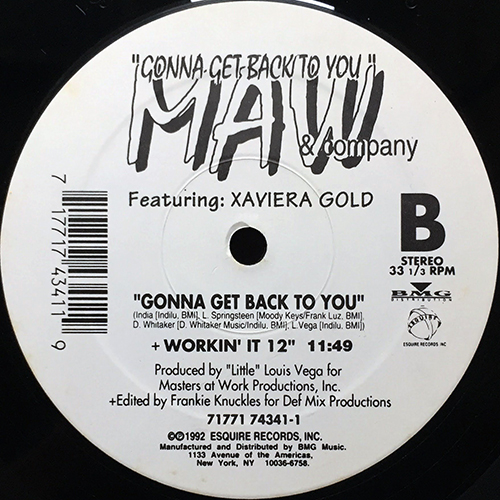 "GONNA GET BACK TO YOU"
MAW
& company
Featuring: XAVIERA GOLD
B
STEREO
33 1/3 RPM
BMG
DISTRIBUTION
ESQUIRE
ESQUIRE RECORDS INC
7 17717 43411 9
"GONNA GET BACK TO YOU"
(India [Indilu, BMI], L. Springsteen [Moody Keys/Frank Luz, BMI],
D. Whitaker [D. Whitaker Music/Indilu, BMI], L.Vega [Indilu, BMI])
+ WORKIN' IT 12" 11:49
Produced by "Little" Louis Vega for
Masters at Work Productions, Inc.
+Edited by Frankie Knuckles for Def Mix Productions
71771 74341-1
©℗1992 ESQUIRE RECORDS, INC.
Manufactured and Distributed by BMG Music.
1133 Avenue of the Americas,
New York, NY 10036-6758.